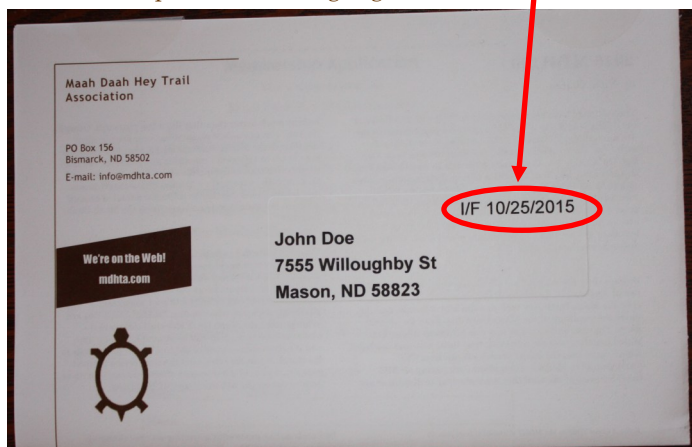 Maah Daah Hey Trail
Association
PO Box 156
Bismarck, ND 58502
E-mail: info@mdhta.com
I/F 10/25/2015
John Doe
7555 Willoughby St
Mason, ND 58823
We're on the Web!
mdhta.com